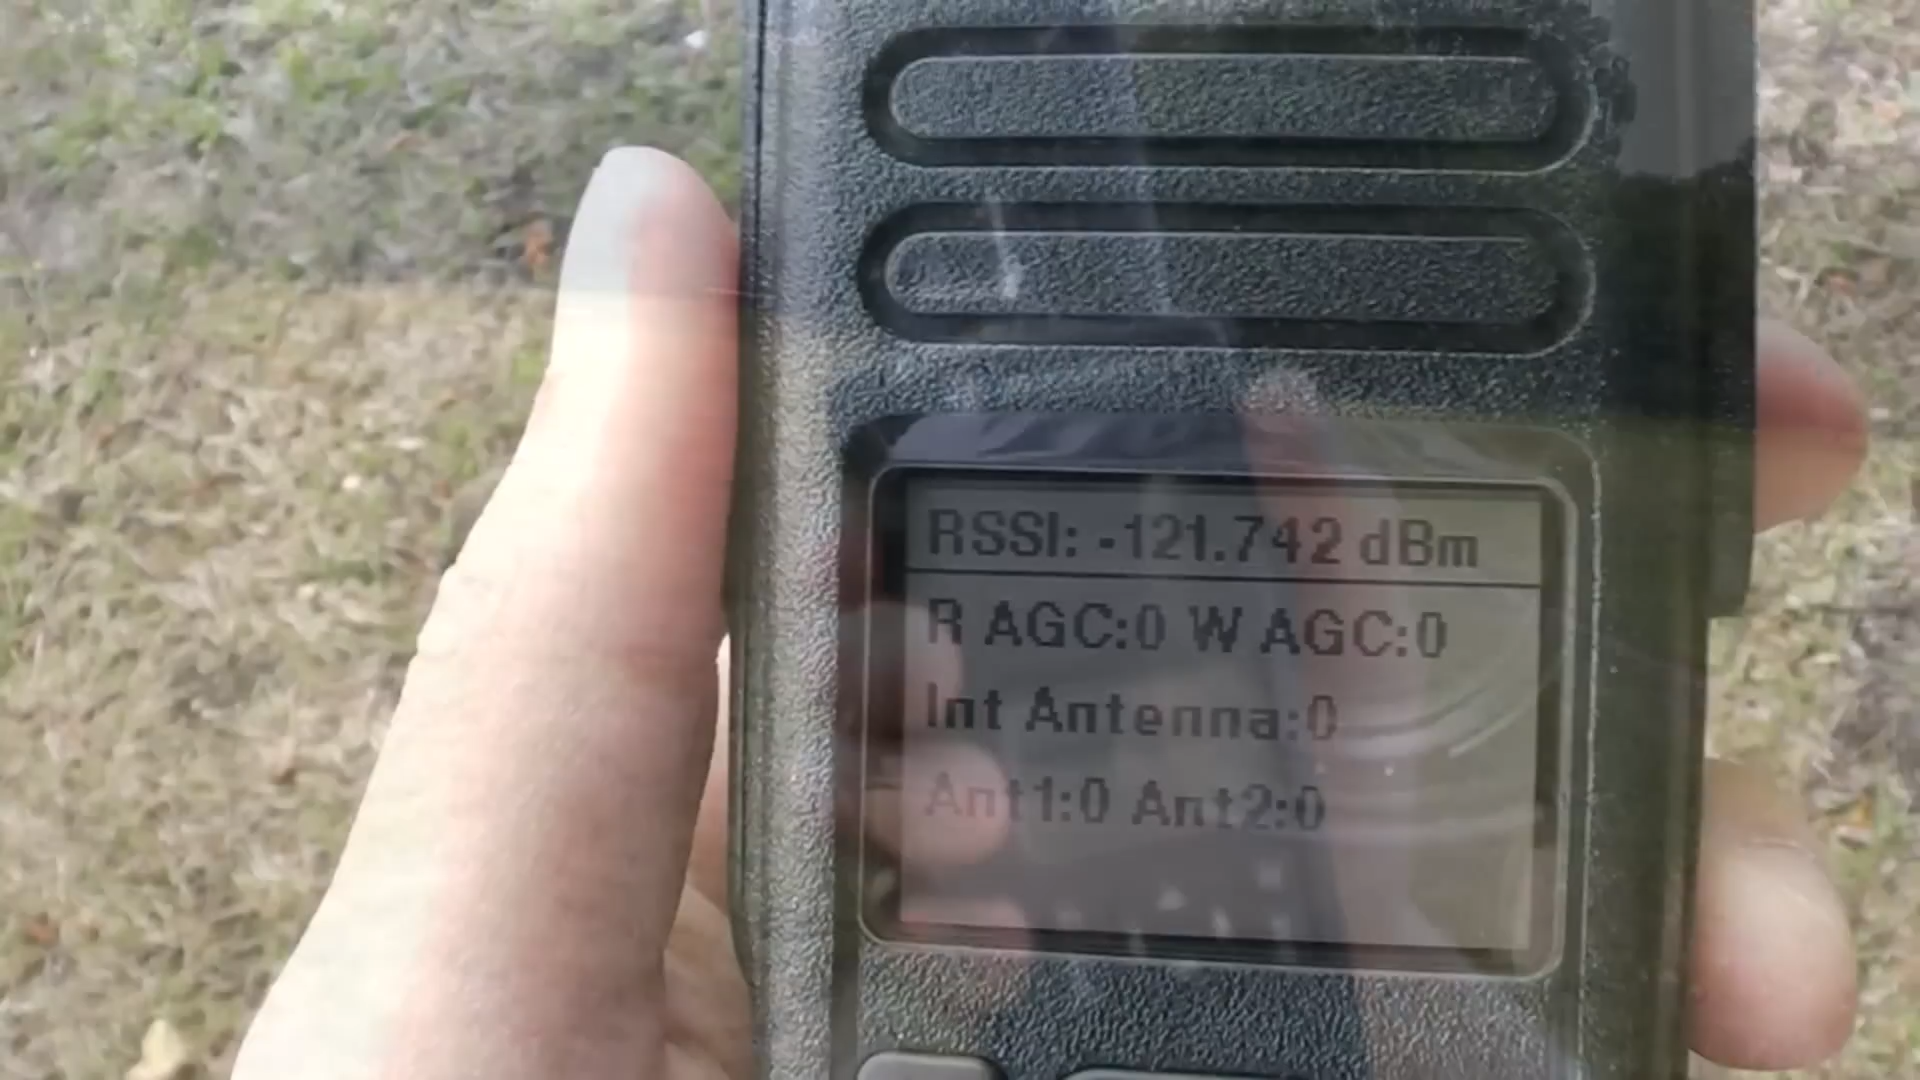 RSSI: -121.742 dBm
R AGC:0 W AGC:0
Int Antenna:0
Ant1:0 Ant2:0